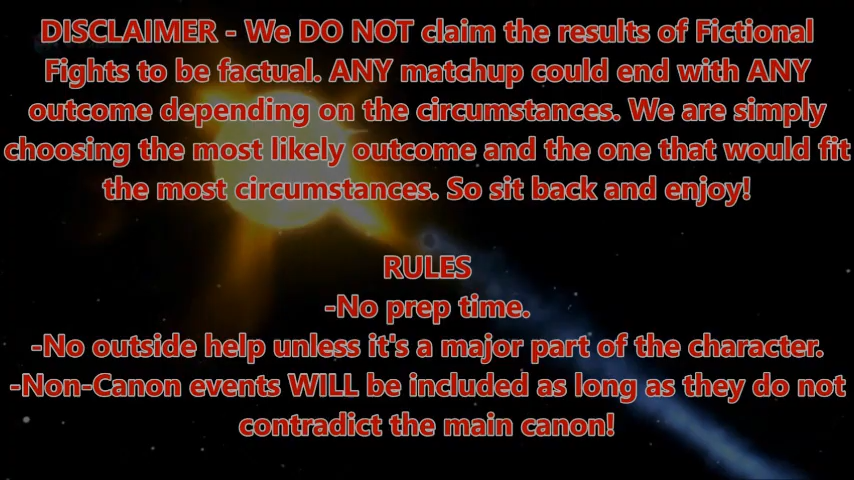 DISCLAIMER - We DO NOT claim the results of Fictional
Fights to be factual. ANY matchup could end with ANY
outcome depending on the circumstances. We are simply
choosing the most likely outcome and the one that would fit
the most circumstances. So sit back and enjoy!
RULES
-No prep time.
-No outside help unless it's a major part of the character.
-Non-Canon events WILL be included as long as they do not
contradict the main canon!